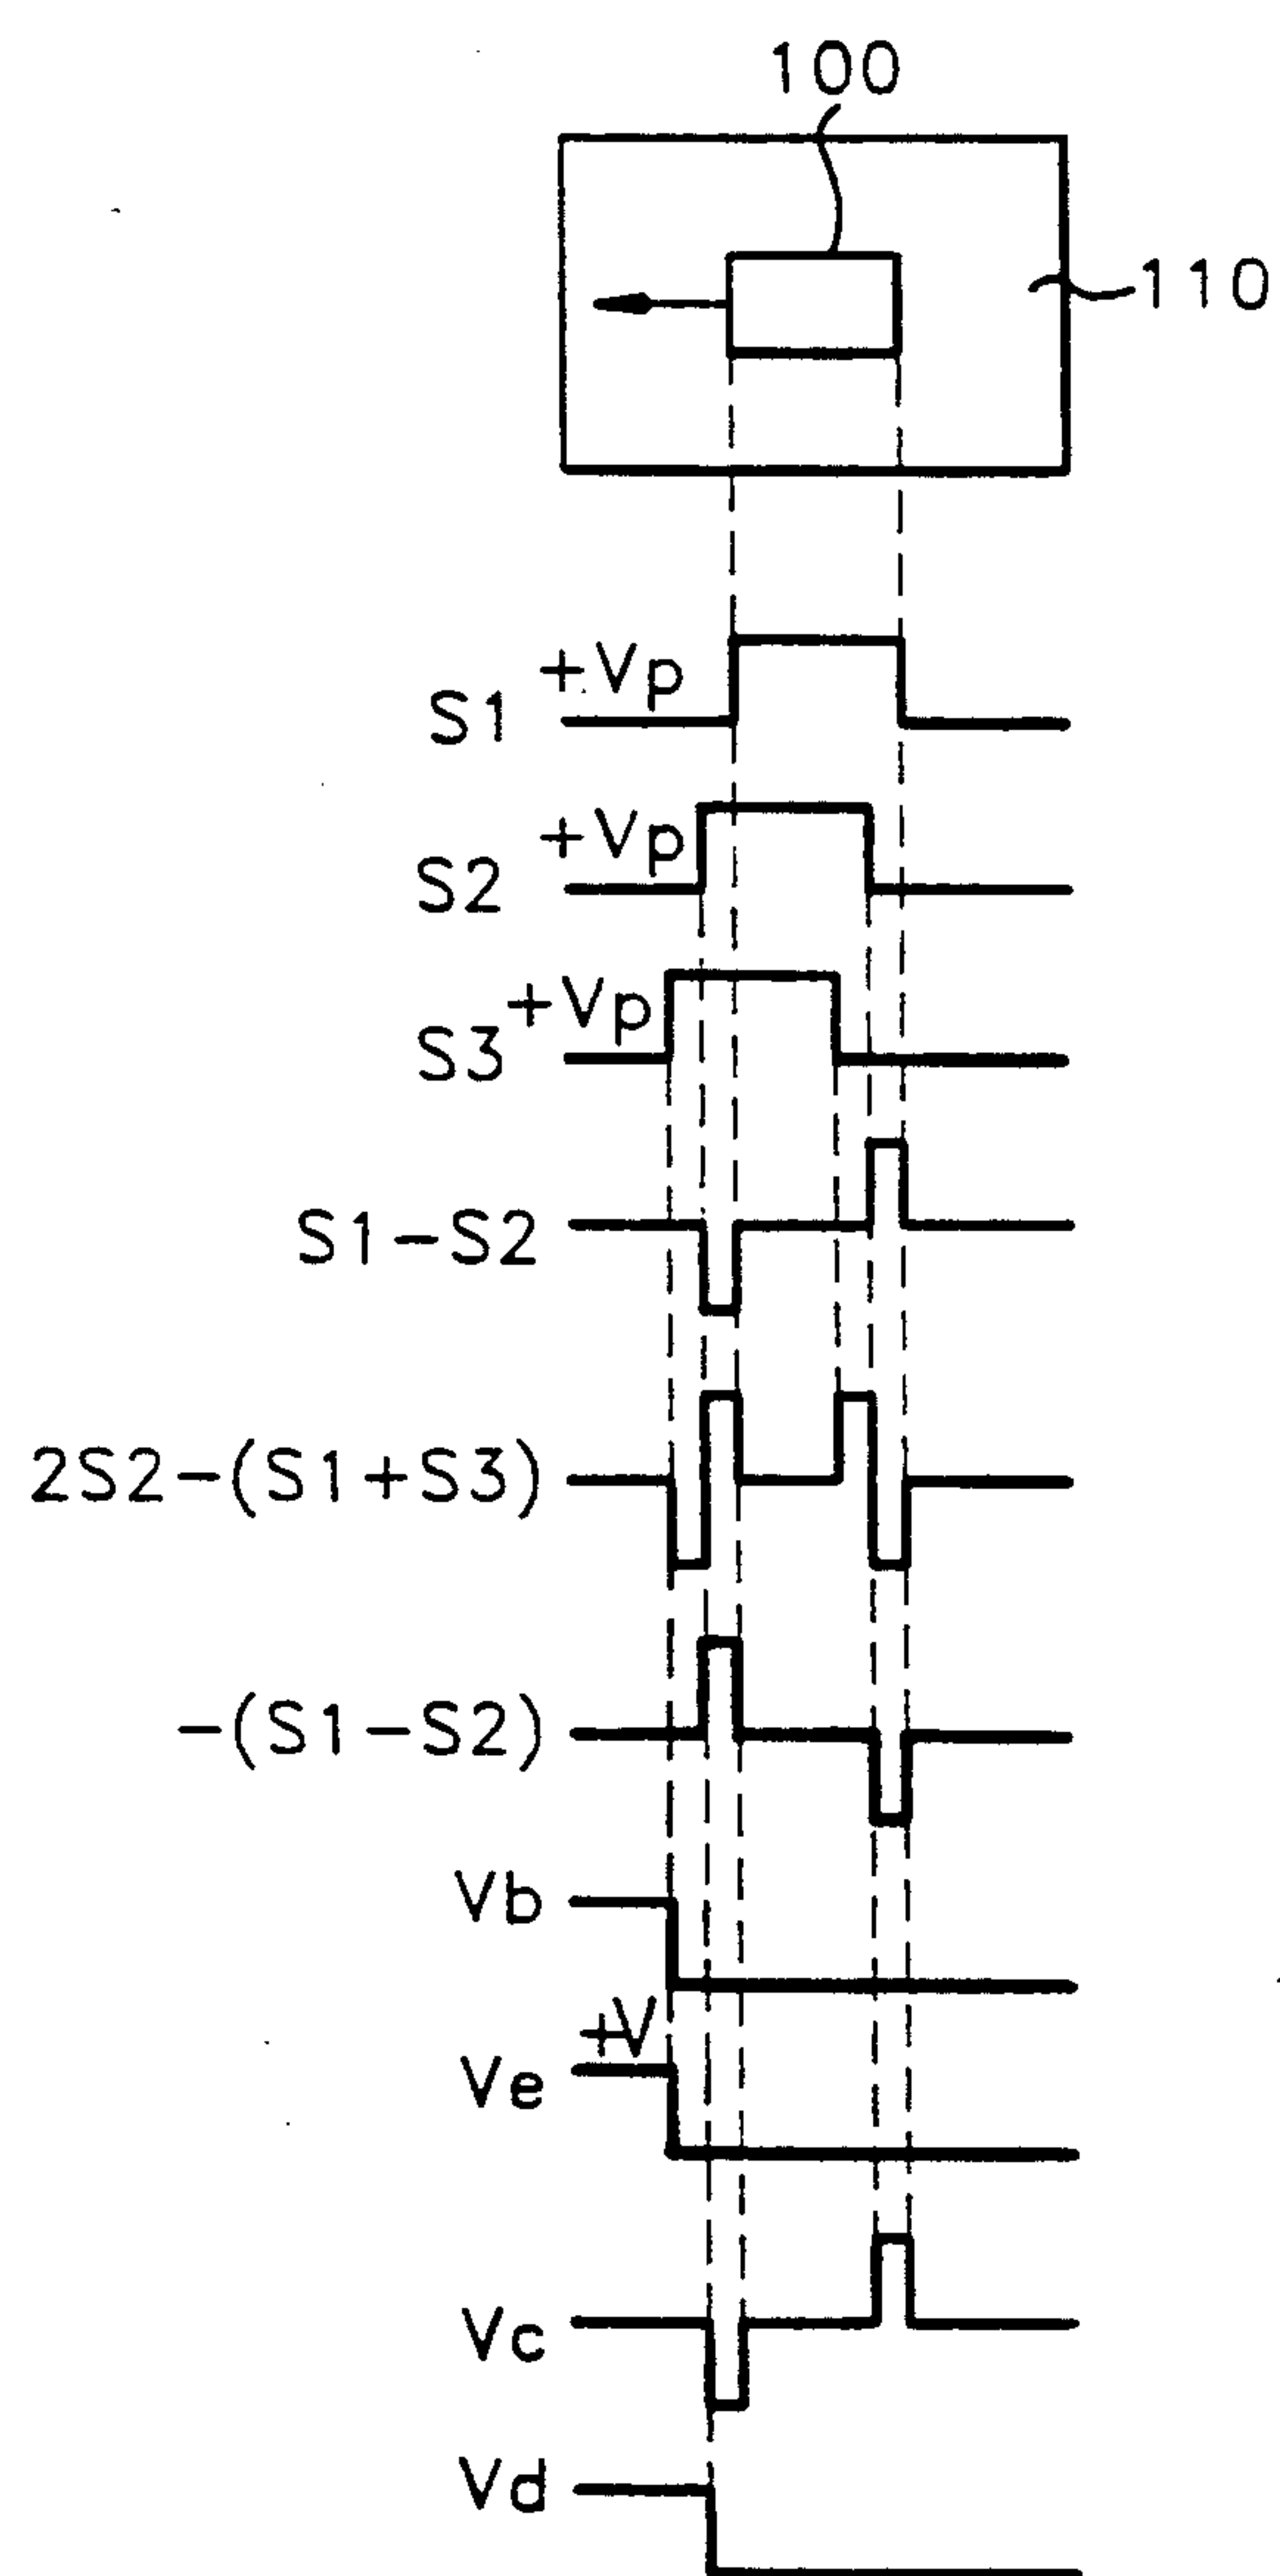 100
110
+Vp
S1
+Vp
S2
+Vp
S3
S1-S2
2S2-(S1+S3)
-(S1-S2)
Vb
+V
Ve
Vc
Vd